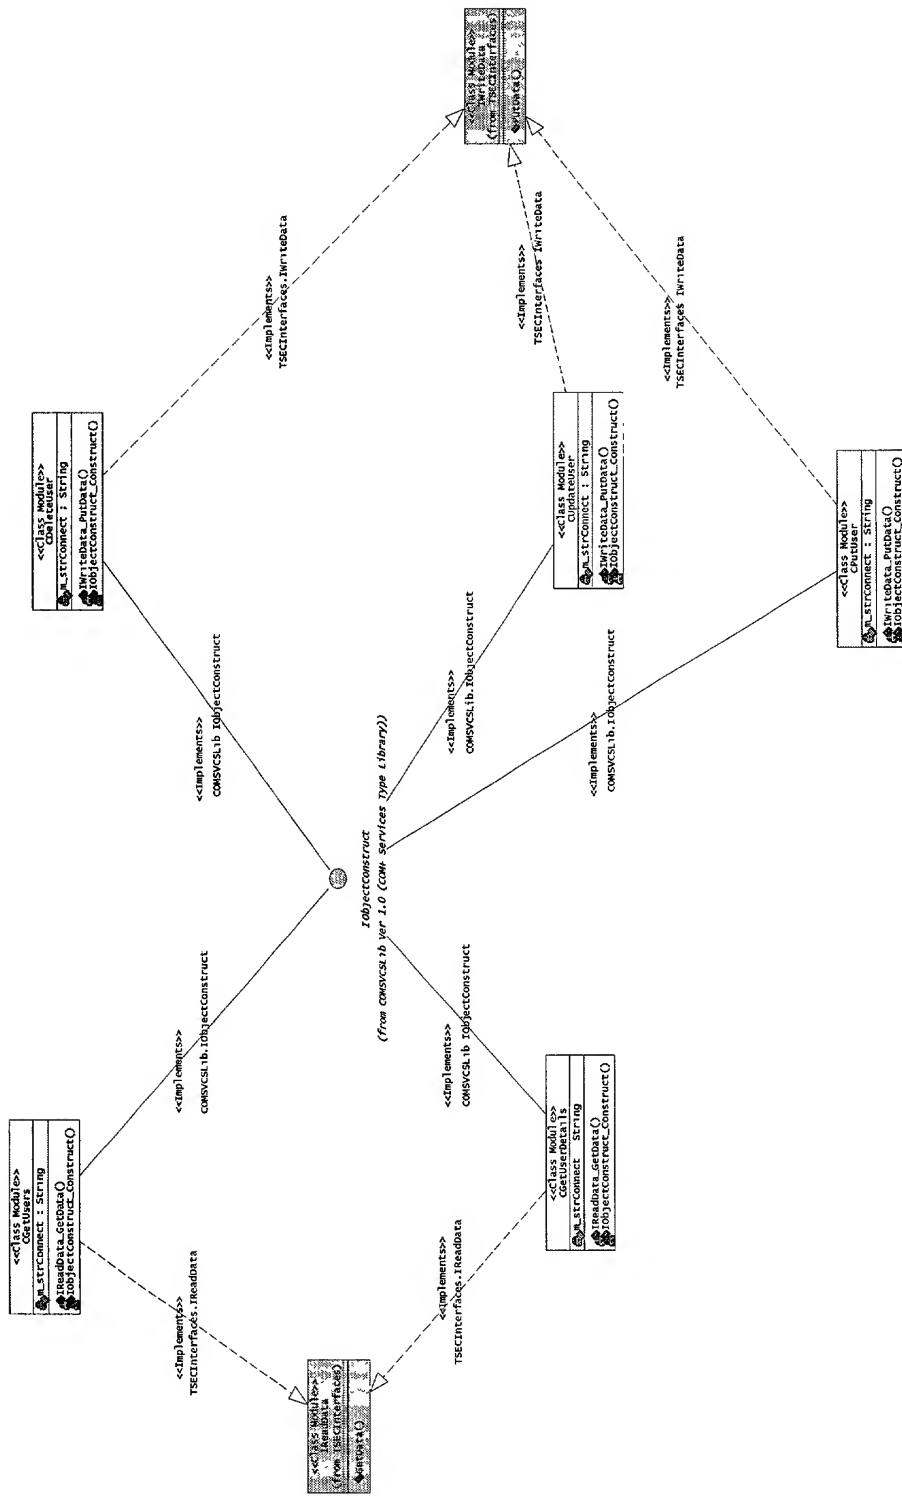 <<Class Module>>
CGetUsers
m_strConnect : String
IReadData_GetData()
IObjectConstruct_Construct()
<<Class Module>>
CDeleteUser
m_strConnect : String
IWriteData_PutData()
IObjectConstruct_Construct()
<<Implements>>
COMSVCSLib.IObjectConstruct
<<Implements>>
COMSVCSLib IObjectConstruct
<<Implements>>
TSECInterfaces.IReadData
<<Implements>>
TSECInterfaces.IWriteData
<<Class Module>>
IReadData
(from TSECInterfaces)
GetData()
IObjectConstruct
(from COMSVCSLib Ver 1.0 (COM+ Services Type Library))
<<Implements>>
TSECInterfaces.IReadData
<<Implements>>
COMSVCSLib IObjectConstruct
<<Implements>>
COMSVCSLib.IObjectConstruct
<<Implements>>
TSECInterfaces IWriteData
<<Class Module>>
IWriteData
(from TSECInterfaces)
PutData()
<<Class Module>>
CGetUserDetails
m_strConnect String
IReadData_GetData()
IObjectConstruct_Construct()
<<Class Module>>
CUpdateUser
m_strConnect : String
IWriteData_PutData()
IObjectConstruct_Construct()
<<Implements>>
COMSVCSLib.IObjectConstruct
<<Implements>>
TSECInterfaces IWriteData
<<Class Module>>
CPutUser
m_strConnect : String
IWriteData_PutData()
IObjectConstruct_Construct()